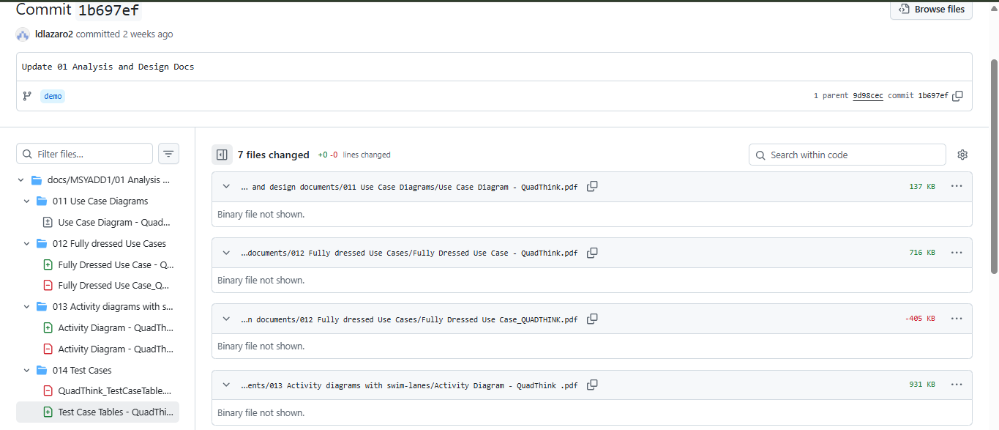 Commit 1b697ef
Browse files
ldlazaro2 committed 2 weeks ago
Update 01 Analysis and Design Docs
demo
1 parent 9d98cec commit 1b697ef
Filter files...
docs/MSYADD1/01 Analysis ...
011 Use Case Diagrams
Use Case Diagram - Quad...
012 Fully dressed Use Cases
Fully Dressed Use Case - Q...
Fully Dressed Use Case_Q...
013 Activity diagrams with s...
Activity Diagram - QuadTh...
Activity Diagram - QuadTh...
014 Test Cases
QuadThink_TestCaseTable....
Test Case Tables - QuadThi...
7 files changed +0 -0 lines changed
Search within code
... and design documents/011 Use Case Diagrams/Use Case Diagram - QuadThink.pdf 137 KB
Binary file not shown.
...documents/012 Fully dressed Use Cases/Fully Dressed Use Case - QuadThink.pdf 716 KB
Binary file not shown.
...n documents/012 Fully dressed Use Cases/Fully Dressed Use Case_QUADTHINK.pdf -405 KB
Binary file not shown.
...ents/013 Activity diagrams with swim-lanes/Activity Diagram - QuadThink .pdf 931 KB
Binary file not shown.